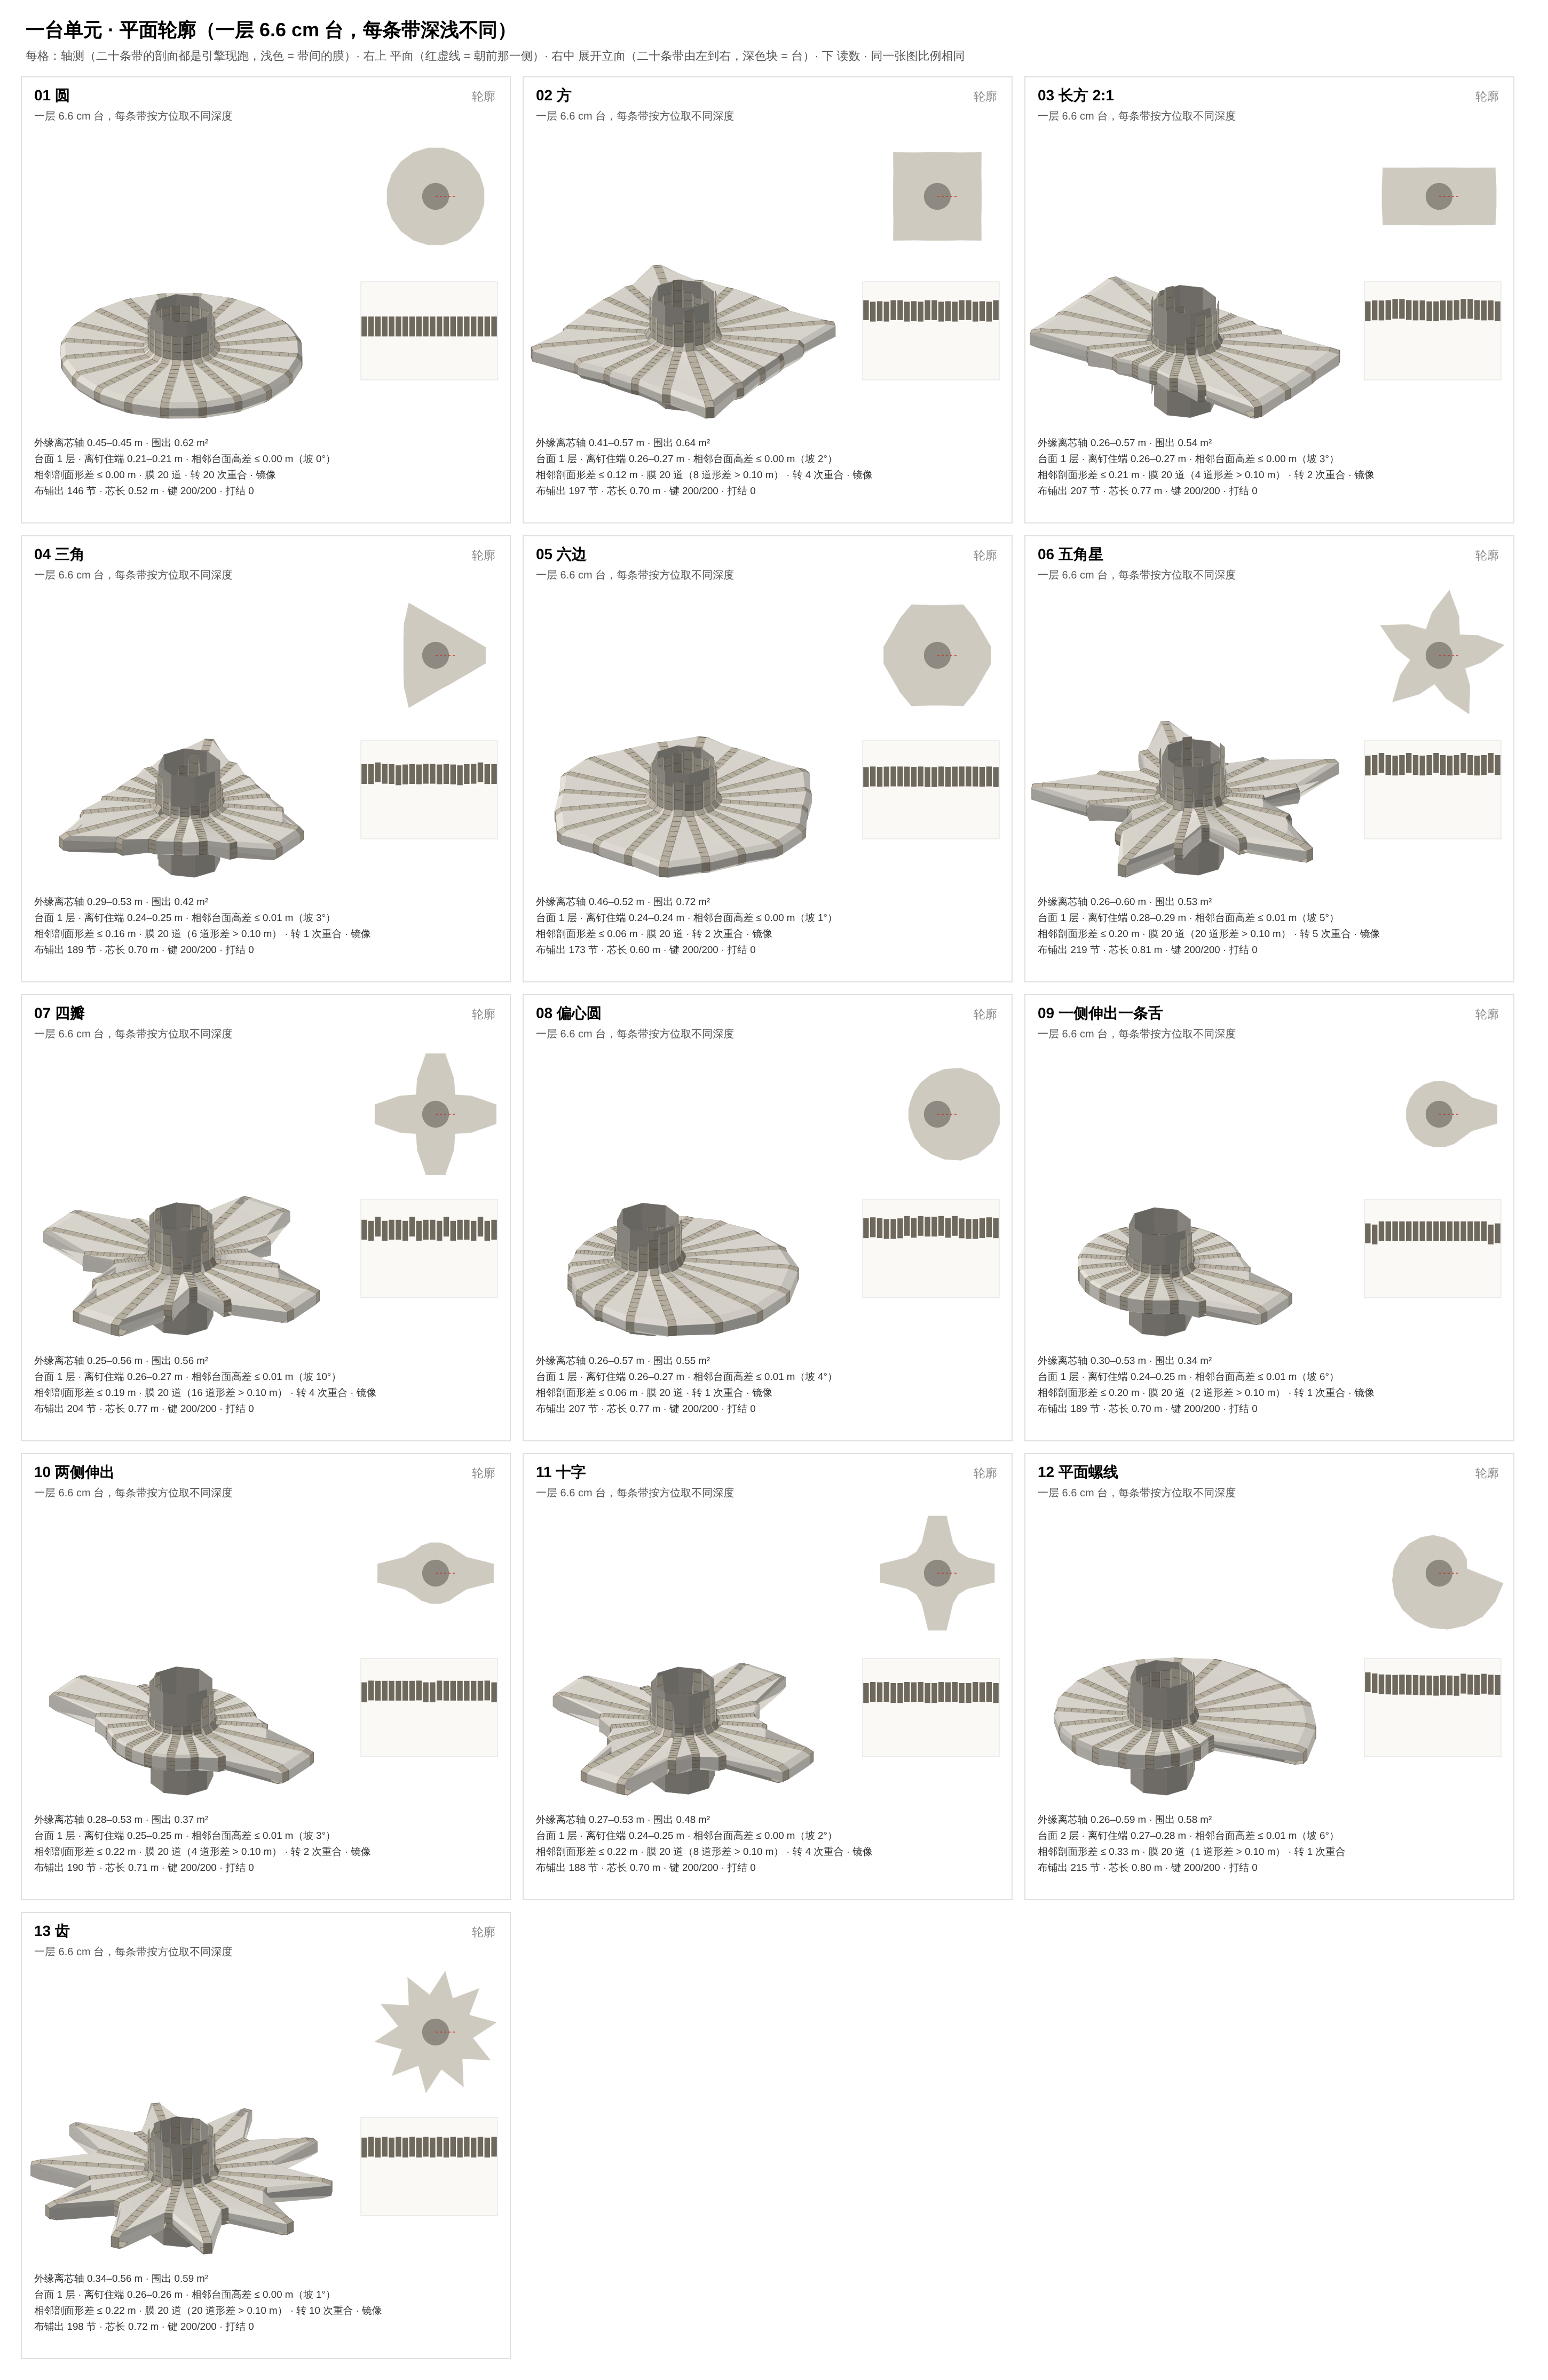 一台单元 · 平面轮廓（一层 6.6 cm 台，每条带深浅不同）
每格：轴测（二十条带的剖面都是引擎现跑，浅色 = 带间的膜）· 右上 平面（红虚线 = 朝前那一侧）· 右中 展开立面（二十条带由左到右，深色块 = 台）· 下 读数 · 同一张图比例相同
01 圆
轮廓
一层 6.6 cm 台，每条带按方位取不同深度
外缘离芯轴 0.45–0.45 m · 围出 0.62 m²
台面 1 层 · 离钉住端 0.21–0.21 m · 相邻台面高差 ≤ 0.00 m（坡 0°）
相邻剖面形差 ≤ 0.00 m · 膜 20 道 · 转 20 次重合 · 镜像
布铺出 146 节 · 芯长 0.52 m · 键 200/200 · 打结 0
02 方
轮廓
一层 6.6 cm 台，每条带按方位取不同深度
外缘离芯轴 0.41–0.57 m · 围出 0.64 m²
台面 1 层 · 离钉住端 0.26–0.27 m · 相邻台面高差 ≤ 0.00 m（坡 2°）
相邻剖面形差 ≤ 0.12 m · 膜 20 道（8 道形差 > 0.10 m） · 转 4 次重合 · 镜像
布铺出 197 节 · 芯长 0.70 m · 键 200/200 · 打结 0
03 长方 2:1
轮廓
一层 6.6 cm 台，每条带按方位取不同深度
外缘离芯轴 0.26–0.57 m · 围出 0.54 m²
台面 1 层 · 离钉住端 0.26–0.27 m · 相邻台面高差 ≤ 0.00 m（坡 3°）
相邻剖面形差 ≤ 0.21 m · 膜 20 道（4 道形差 > 0.10 m） · 转 2 次重合 · 镜像
布铺出 207 节 · 芯长 0.77 m · 键 200/200 · 打结 0
04 三角
轮廓
一层 6.6 cm 台，每条带按方位取不同深度
外缘离芯轴 0.29–0.53 m · 围出 0.42 m²
台面 1 层 · 离钉住端 0.24–0.25 m · 相邻台面高差 ≤ 0.01 m（坡 3°）
相邻剖面形差 ≤ 0.16 m · 膜 20 道（6 道形差 > 0.10 m） · 转 1 次重合 · 镜像
布铺出 189 节 · 芯长 0.70 m · 键 200/200 · 打结 0
05 六边
轮廓
一层 6.6 cm 台，每条带按方位取不同深度
外缘离芯轴 0.46–0.52 m · 围出 0.72 m²
台面 1 层 · 离钉住端 0.24–0.24 m · 相邻台面高差 ≤ 0.00 m（坡 1°）
相邻剖面形差 ≤ 0.06 m · 膜 20 道 · 转 2 次重合 · 镜像
布铺出 173 节 · 芯长 0.60 m · 键 200/200 · 打结 0
06 五角星
轮廓
一层 6.6 cm 台，每条带按方位取不同深度
外缘离芯轴 0.26–0.60 m · 围出 0.53 m²
台面 1 层 · 离钉住端 0.28–0.29 m · 相邻台面高差 ≤ 0.01 m（坡 5°）
相邻剖面形差 ≤ 0.20 m · 膜 20 道（20 道形差 > 0.10 m） · 转 5 次重合 · 镜像
布铺出 219 节 · 芯长 0.81 m · 键 200/200 · 打结 0
07 四瓣
轮廓
一层 6.6 cm 台，每条带按方位取不同深度
外缘离芯轴 0.25–0.56 m · 围出 0.56 m²
台面 1 层 · 离钉住端 0.26–0.27 m · 相邻台面高差 ≤ 0.01 m（坡 10°）
相邻剖面形差 ≤ 0.19 m · 膜 20 道（16 道形差 > 0.10 m） · 转 4 次重合 · 镜像
布铺出 204 节 · 芯长 0.77 m · 键 200/200 · 打结 0
08 偏心圆
轮廓
一层 6.6 cm 台，每条带按方位取不同深度
外缘离芯轴 0.26–0.57 m · 围出 0.55 m²
台面 1 层 · 离钉住端 0.26–0.27 m · 相邻台面高差 ≤ 0.01 m（坡 4°）
相邻剖面形差 ≤ 0.06 m · 膜 20 道 · 转 1 次重合 · 镜像
布铺出 207 节 · 芯长 0.77 m · 键 200/200 · 打结 0
09 一侧伸出一条舌
轮廓
一层 6.6 cm 台，每条带按方位取不同深度
外缘离芯轴 0.30–0.53 m · 围出 0.34 m²
台面 1 层 · 离钉住端 0.24–0.25 m · 相邻台面高差 ≤ 0.01 m（坡 6°）
相邻剖面形差 ≤ 0.20 m · 膜 20 道（2 道形差 > 0.10 m） · 转 1 次重合 · 镜像
布铺出 189 节 · 芯长 0.70 m · 键 200/200 · 打结 0
10 两侧伸出
轮廓
一层 6.6 cm 台，每条带按方位取不同深度
外缘离芯轴 0.28–0.53 m · 围出 0.37 m²
台面 1 层 · 离钉住端 0.25–0.25 m · 相邻台面高差 ≤ 0.01 m（坡 3°）
相邻剖面形差 ≤ 0.22 m · 膜 20 道（4 道形差 > 0.10 m） · 转 2 次重合 · 镜像
布铺出 190 节 · 芯长 0.71 m · 键 200/200 · 打结 0
11 十字
轮廓
一层 6.6 cm 台，每条带按方位取不同深度
外缘离芯轴 0.27–0.53 m · 围出 0.48 m²
台面 1 层 · 离钉住端 0.24–0.25 m · 相邻台面高差 ≤ 0.00 m（坡 2°）
相邻剖面形差 ≤ 0.22 m · 膜 20 道（8 道形差 > 0.10 m） · 转 4 次重合 · 镜像
布铺出 188 节 · 芯长 0.70 m · 键 200/200 · 打结 0
12 平面螺线
轮廓
一层 6.6 cm 台，每条带按方位取不同深度
外缘离芯轴 0.26–0.59 m · 围出 0.58 m²
台面 2 层 · 离钉住端 0.27–0.28 m · 相邻台面高差 ≤ 0.01 m（坡 6°）
相邻剖面形差 ≤ 0.33 m · 膜 20 道（1 道形差 > 0.10 m） · 转 1 次重合
布铺出 215 节 · 芯长 0.80 m · 键 200/200 · 打结 0
13 齿
轮廓
一层 6.6 cm 台，每条带按方位取不同深度
外缘离芯轴 0.34–0.56 m · 围出 0.59 m²
台面 1 层 · 离钉住端 0.26–0.26 m · 相邻台面高差 ≤ 0.00 m（坡 1°）
相邻剖面形差 ≤ 0.22 m · 膜 20 道（20 道形差 > 0.10 m） · 转 10 次重合 · 镜像
布铺出 198 节 · 芯长 0.72 m · 键 200/200 · 打结 0